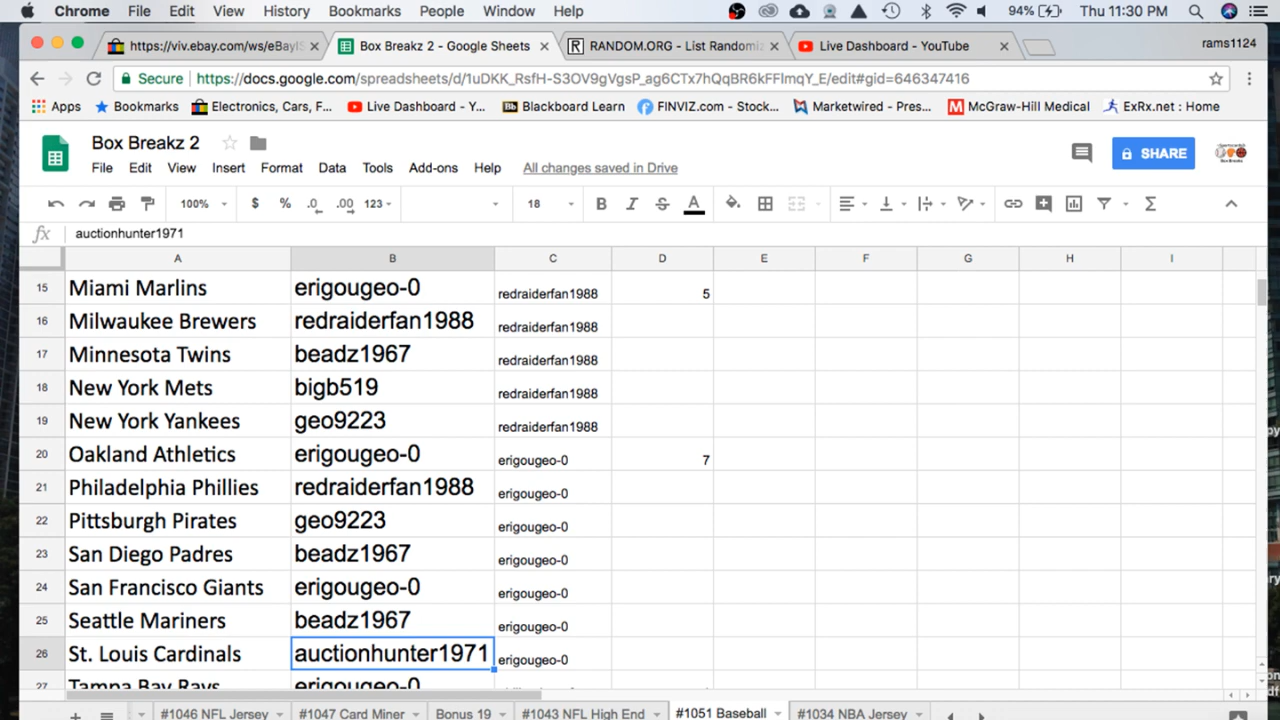 Chrome File Edit View History Bookmarks People Window Help 94% Thu 11:30 PM
https://viv.ebay.com/ws/eBayIS Box Breakz 2 - Google Sheets RANDOM.ORG - List Randomiz Live Dashboard - YouTube rams1124
Secure https://docs.google.com/spreadsheets/d/1uDKK_RsfH-S3OV9gVgsP_ag6CTx7hQqBR6kFFlmqY_E/edit#gid=646347416
Apps Bookmarks Electronics, Cars, F... Live Dashboard - Y... Bb Blackboard Learn FINVIZ.com - Stock... Marketwired - Pres... McGraw-Hill Medical ExRx.net : Home
Box Breakz 2
SHARE
File Edit View Insert Format Data Tools Add-ons Help All changes saved in Drive
100% $ % .0 .00 123 18 B I S A
fx auctionhunter1971
A B C D E F G H I
15 Miami Marlins erigougeo-0 redraiderfan1988 5
16 Milwaukee Brewers redraiderfan1988 redraiderfan1988
17 Minnesota Twins beadz1967 redraiderfan1988
18 New York Mets bigb519 redraiderfan1988
19 New York Yankees geo9223 redraiderfan1988
20 Oakland Athletics erigougeo-0 erigougeo-0 7
21 Philadelphia Phillies redraiderfan1988 erigougeo-0
22 Pittsburgh Pirates geo9223 erigougeo-0
23 San Diego Padres beadz1967 erigougeo-0
24 San Francisco Giants erigougeo-0 erigougeo-0
25 Seattle Mariners beadz1967 erigougeo-0
26 St. Louis Cardinals auctionhunter1971 erigougeo-0
27 Tampa Bay Rays erigougeo-0
#1046 NFL Jersey #1047 Card Miner Bonus 19 #1043 NFL High End #1051 Baseball #1034 NBA Jersey